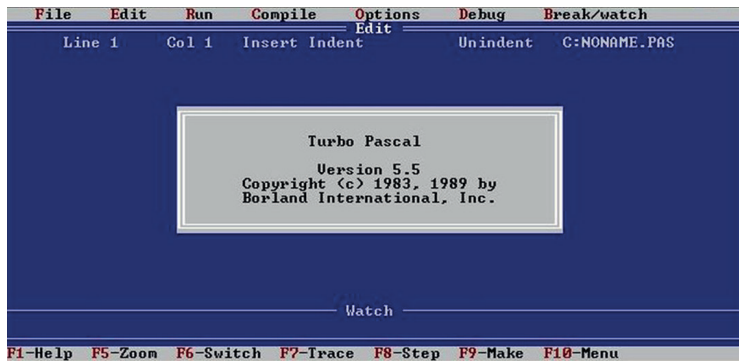 File Edit Run Compile Options Debug Break/watch
Edit
Line 1 Col 1 Insert Indent Unindent C:NONAME.PAS
Turbo Pascal
Version 5.5
Copyright (c) 1983, 1989 by
Borland International, Inc.
Watch
F1-Help F5-Zoom F6-Switch F7-Trace F8-Step F9-Make F10-Menu